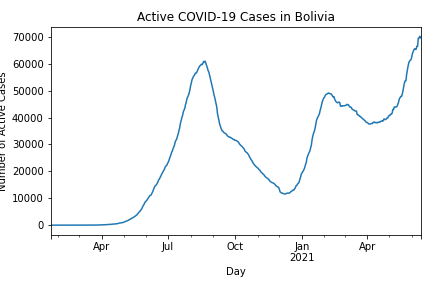 Active COVID-19 Cases in Bolivia
Number of Active Cases
70000
60000
50000
40000
30000
20000
10000
0
Apr
Jul
Oct
Jan
2021
Apr
Day